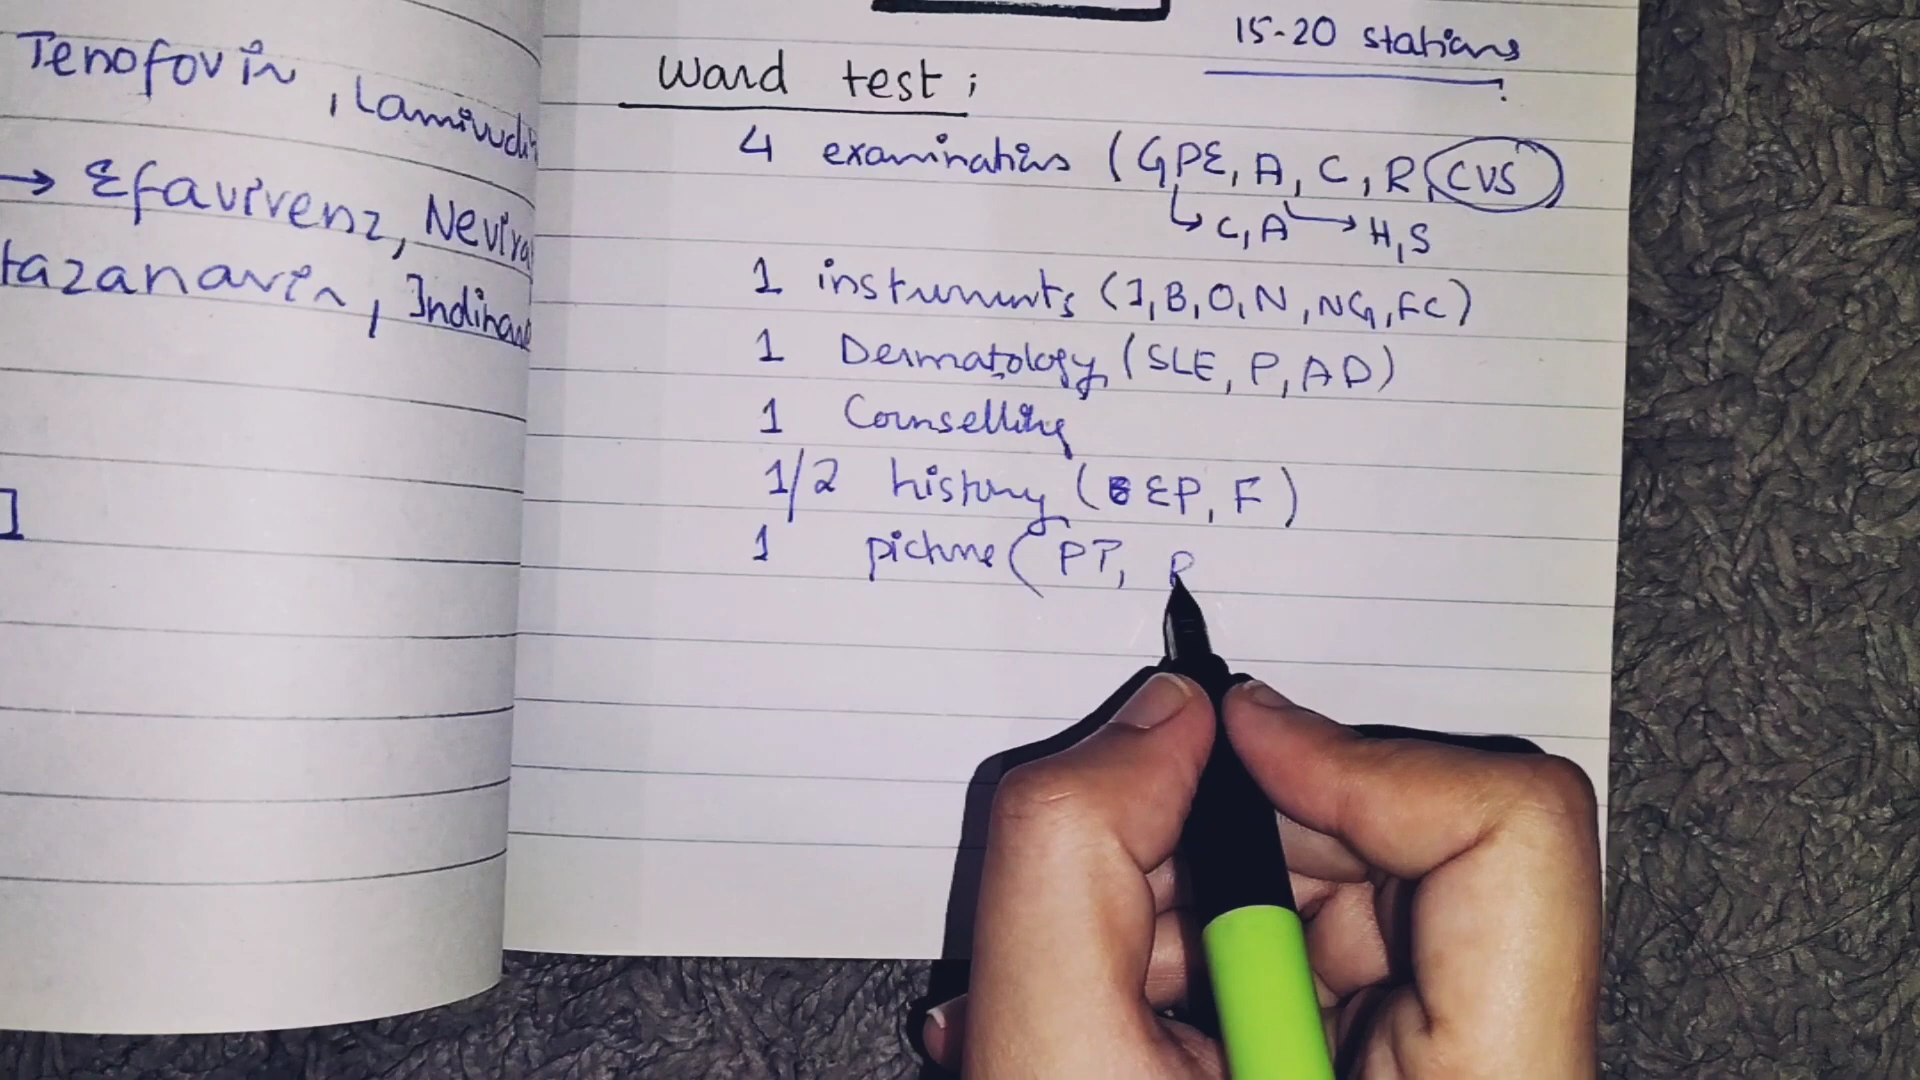 Tenofovir, Lamivudi
→ Efavirenz, Nevira
tazanavir, Indinav
]
15-20 stations
Ward test;
4 examinations (GPE, A, C, R, CVS
↳ C, A → H, S
1 instruments (I, B, O, N, NG, FC)
1 Dermatology (SLE, P, AD)
1 Counselling
1/2 history (EP, F)
1 picture (PT, R